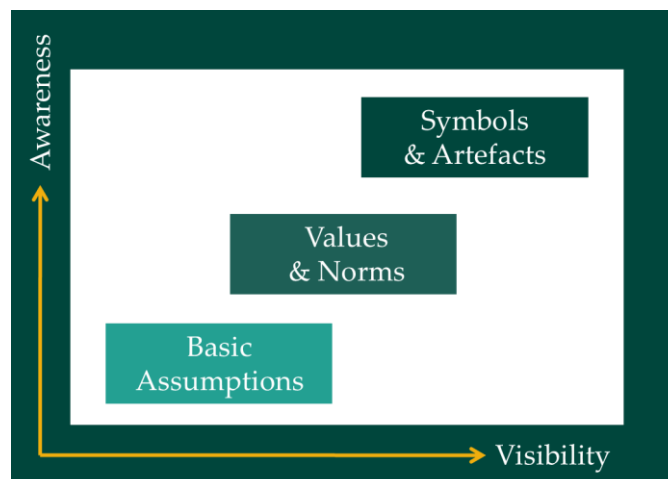 Awareness
Symbols
& Artefacts
Values
& Norms
Basic
Assumptions
Visibility